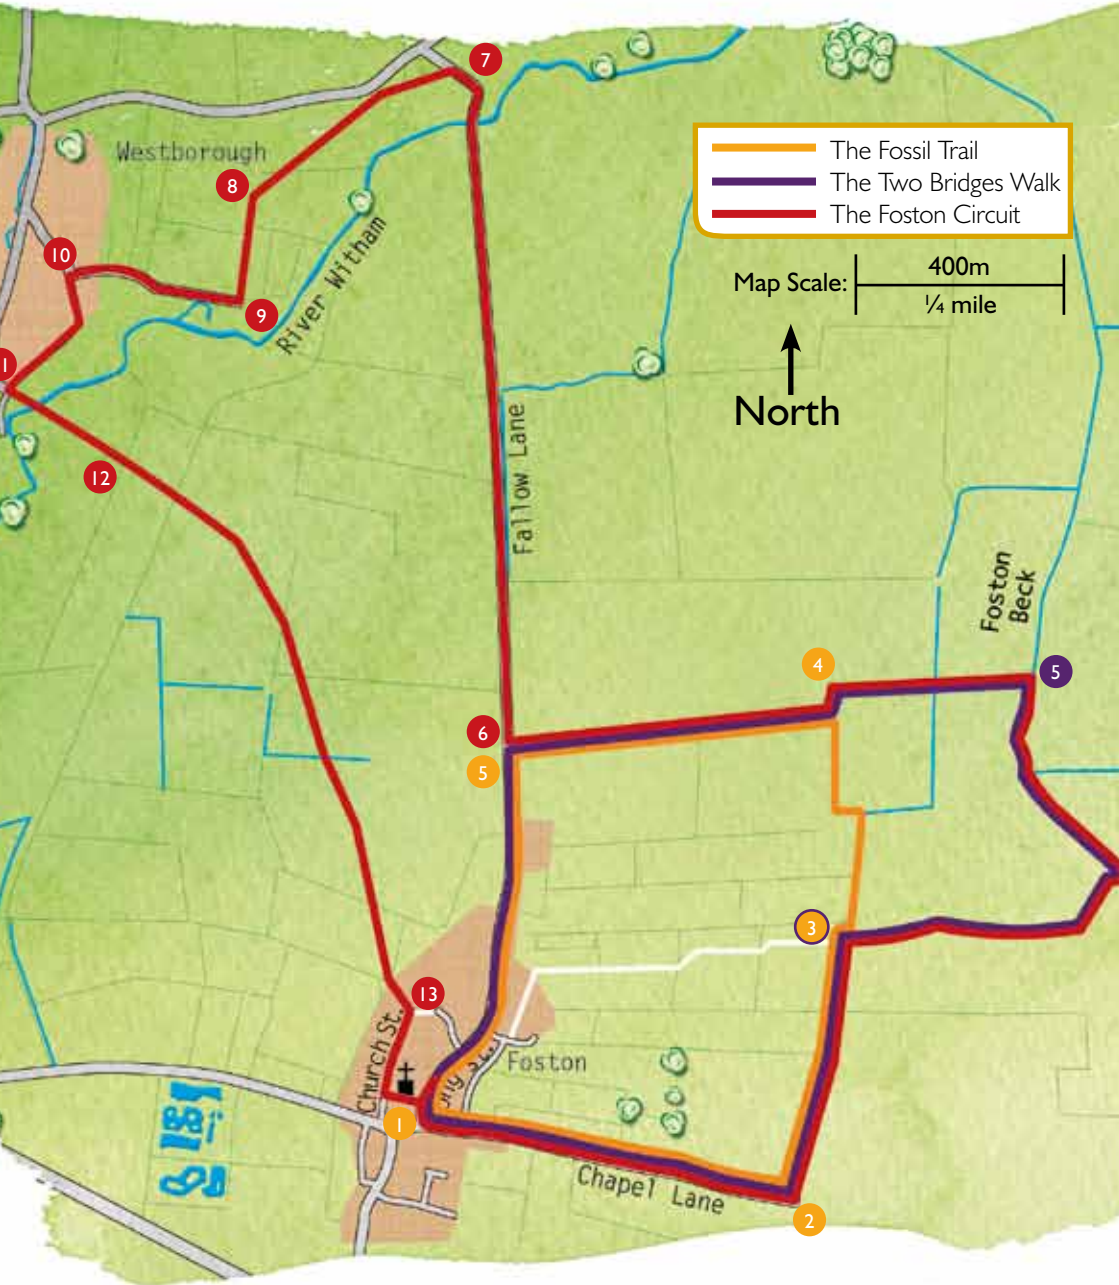 7
Westborough
8
The Fossil Trail
The Two Bridges Walk
The Foston Circuit
10
9
River Witham
Map Scale:
400m
¼ mile
North
Fallow Lane
12
Foston
Beck
4
5
6
5
3
13
Church St.
Foston
1
Chapel Lane
2